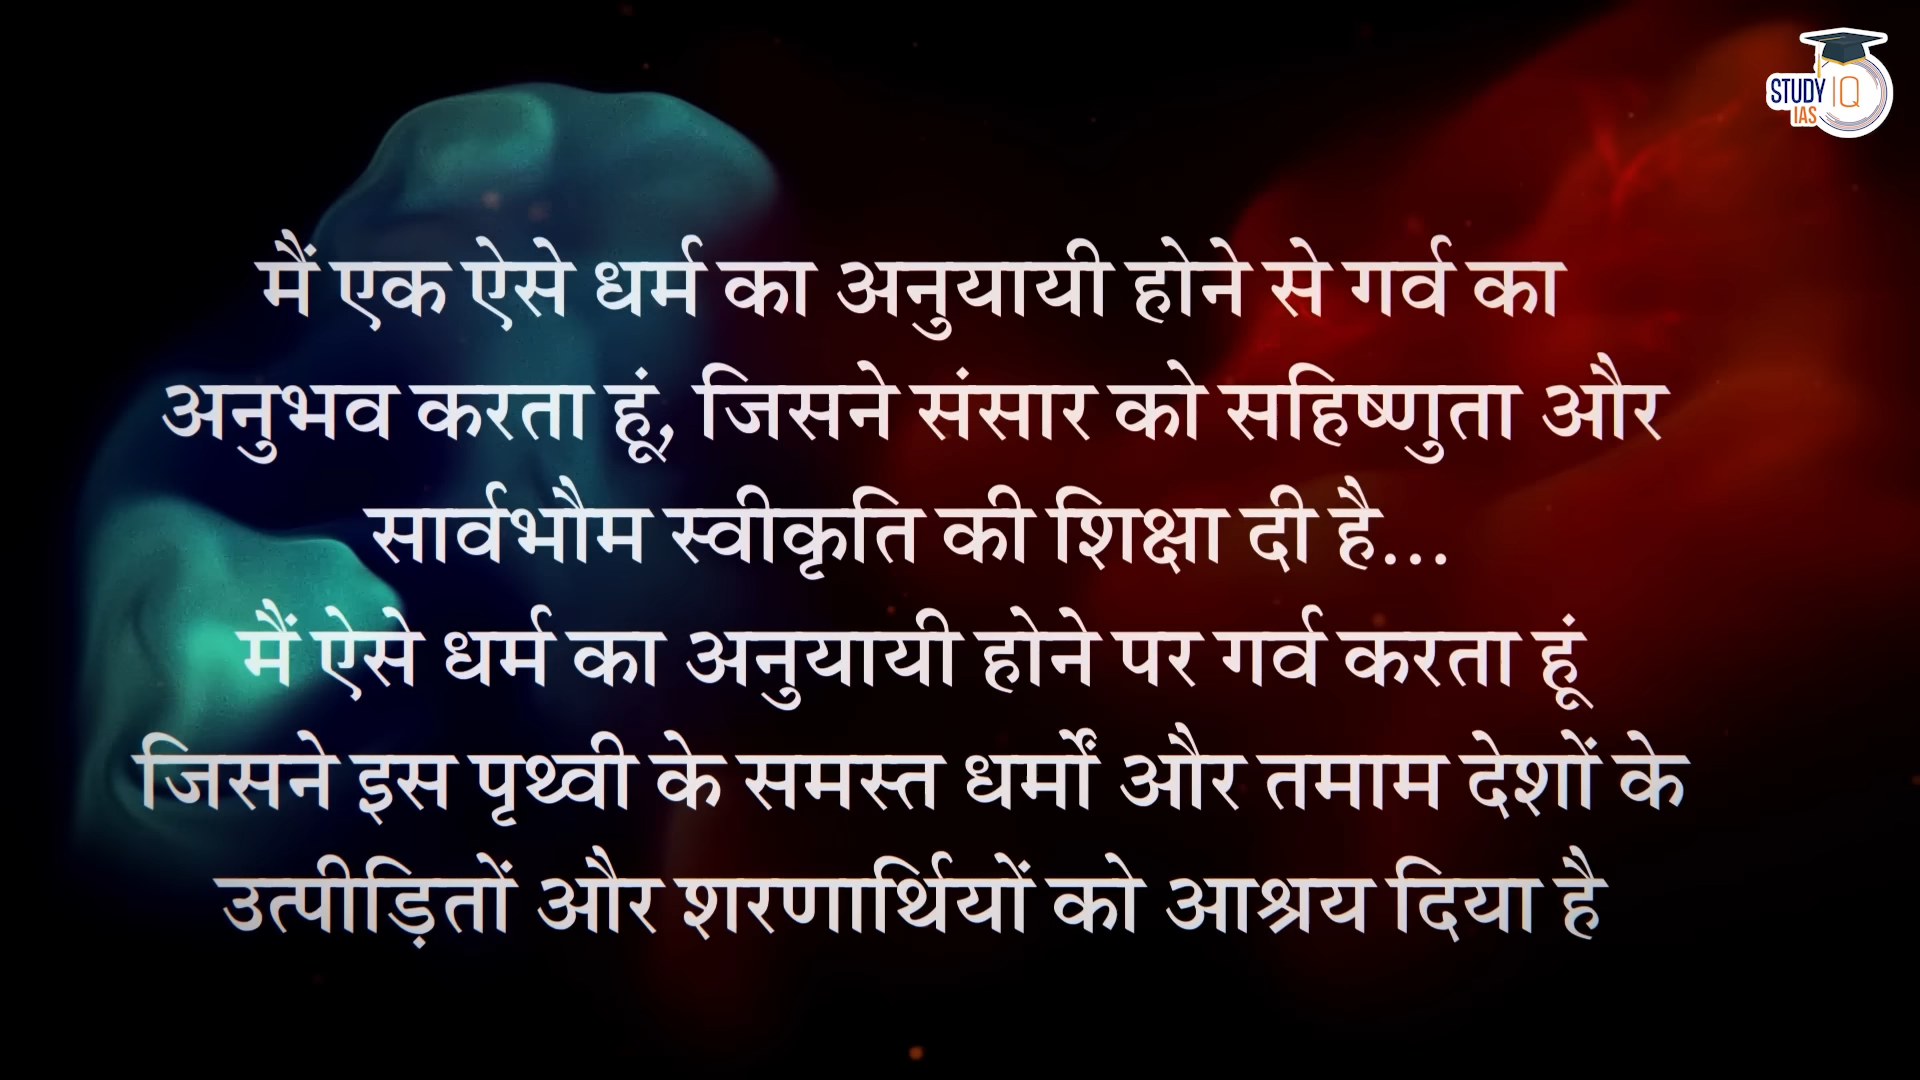 STUDY IQ
IAS
मैं एक ऐसे धर्म का अनुयायी होने से गर्व का
अनुभव करता हूं, जिसने संसार को सहिष्णुता और
सार्वभौम स्वीकृति की शिक्षा दी है...
मैं ऐसे धर्म का अनुयायी होने पर गर्व करता हूं
जिसने इस पृथ्वी के समस्त धर्मों और तमाम देशों के
उत्पीड़ितों और शरणार्थियों को आश्रय दिया है